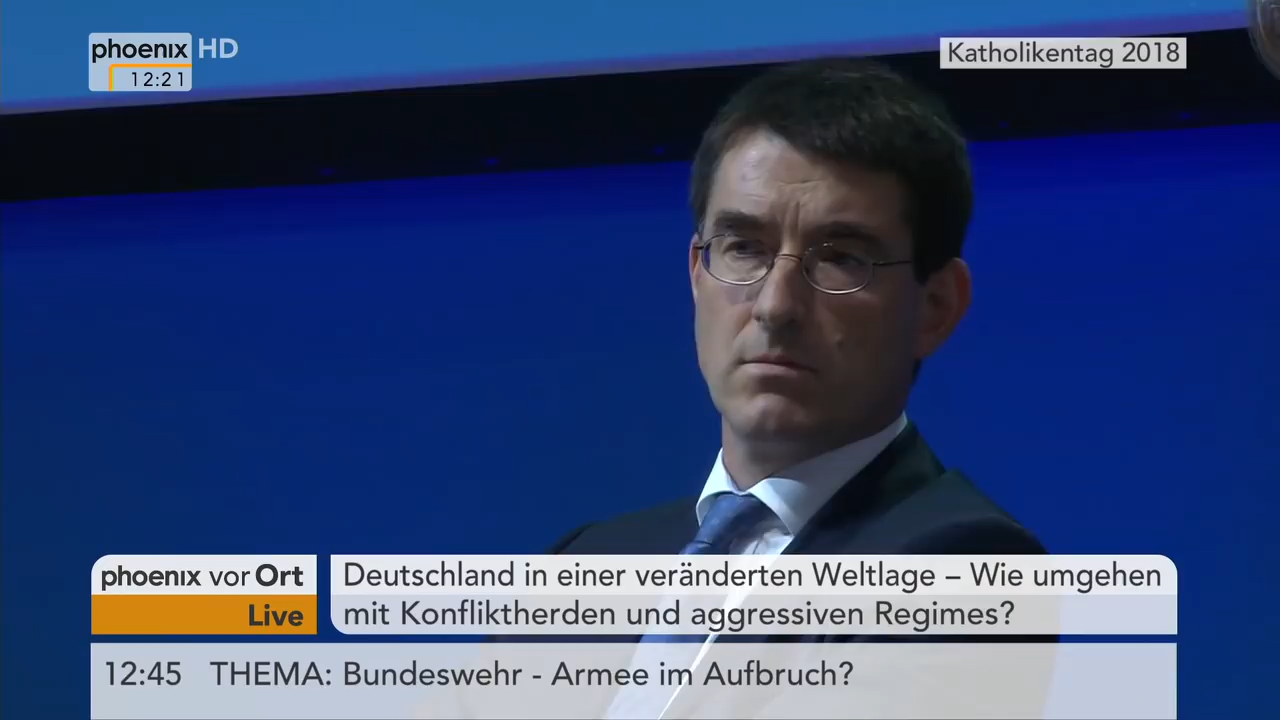 phoenix HD
12:21
Katholikentag 2018
phoenix vor Ort
Live
Deutschland in einer veränderten Weltlage – Wie umgehen
mit Konfliktherden und aggressiven Regimes?
12:45 THEMA: Bundeswehr - Armee im Aufbruch?